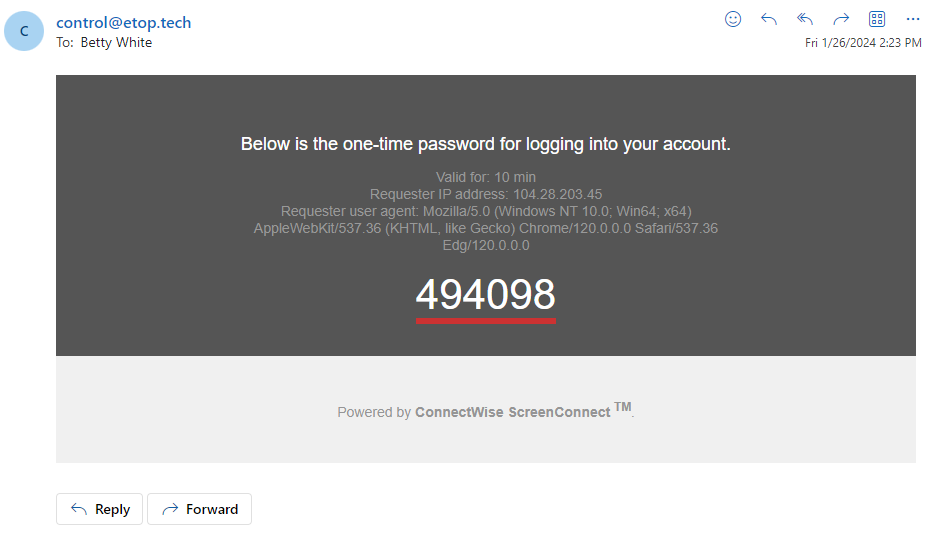 C
control@etop.tech
To: Betty White
Fri 1/26/2024 2:23 PM
Below is the one-time password for logging into your account.
Valid for: 10 min
Requester IP address: 104.28.203.45
Requester user agent: Mozilla/5.0 (Windows NT 10.0; Win64; x64)
AppleWebKit/537.36 (KHTML, like Gecko) Chrome/120.0.0.0 Safari/537.36
Edg/120.0.0.0
494098
Powered by ConnectWise ScreenConnect TM.
Reply
Forward